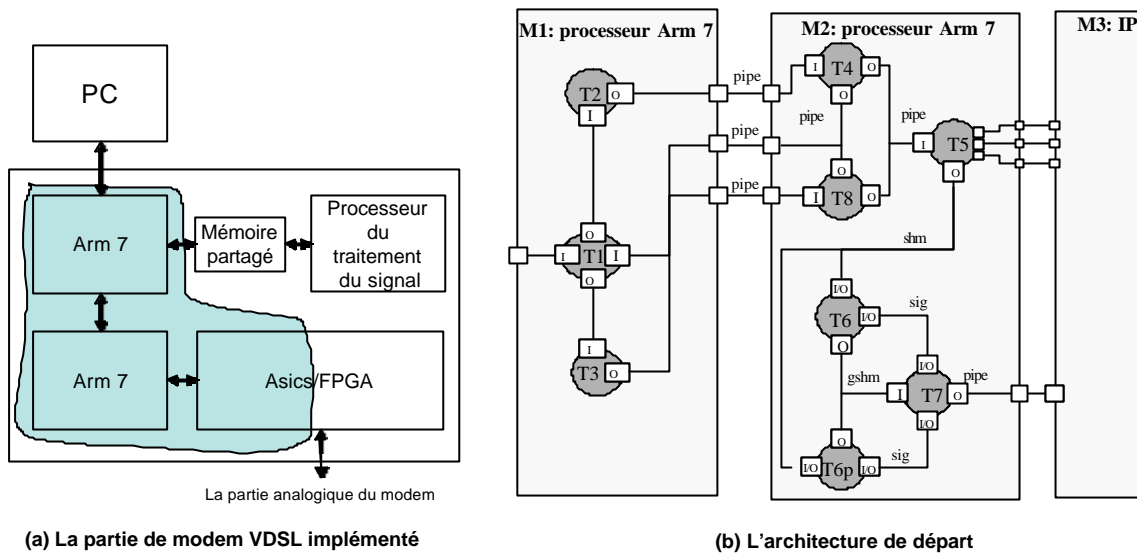 PC
Arm 7
Mémoire
partagé
Processeur
du
traitement
du signal
Arm 7
Asics/FPGA
La partie analogique du modem
(a) La partie de modem VDSL implémenté
M1: processeur Arm 7
M2: processeur Arm 7
M3: IP
T2
O
I
pipe
I
T4
O
O
pipe
pipe
pipe
I
T5
O
O
pipe
I
T8
O
O
I
T1
I
O
shm
I/O
T6
I/O
sig
O
I
T3
O
I/O
gshm
I
T7
O
pipe
I/O
O
I/O
T6p
I/O
sig
(b) L'architecture de départ